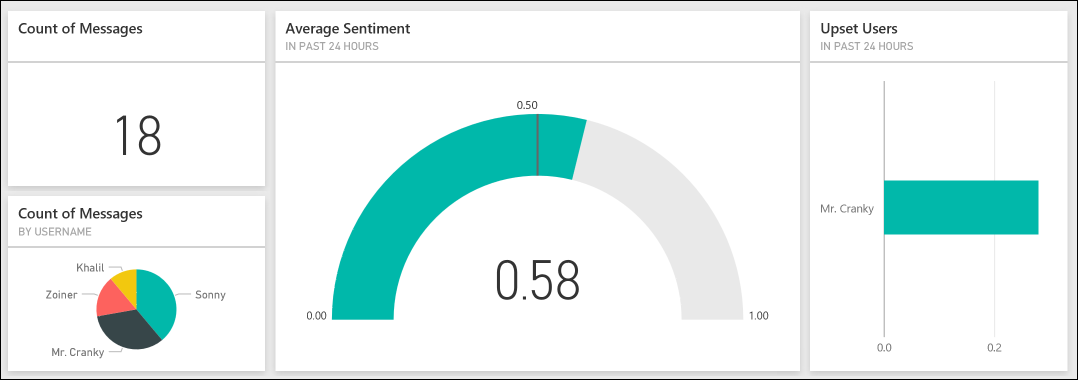 Count of Messages
18
Count of Messages
BY USERNAME
Khalil
Zoiner
Sonny
Mr. Cranky
Average Sentiment
IN PAST 24 HOURS
0.50
0.58
0.00
1.00
Upset Users
IN PAST 24 HOURS
Mr. Cranky
0.0
0.2